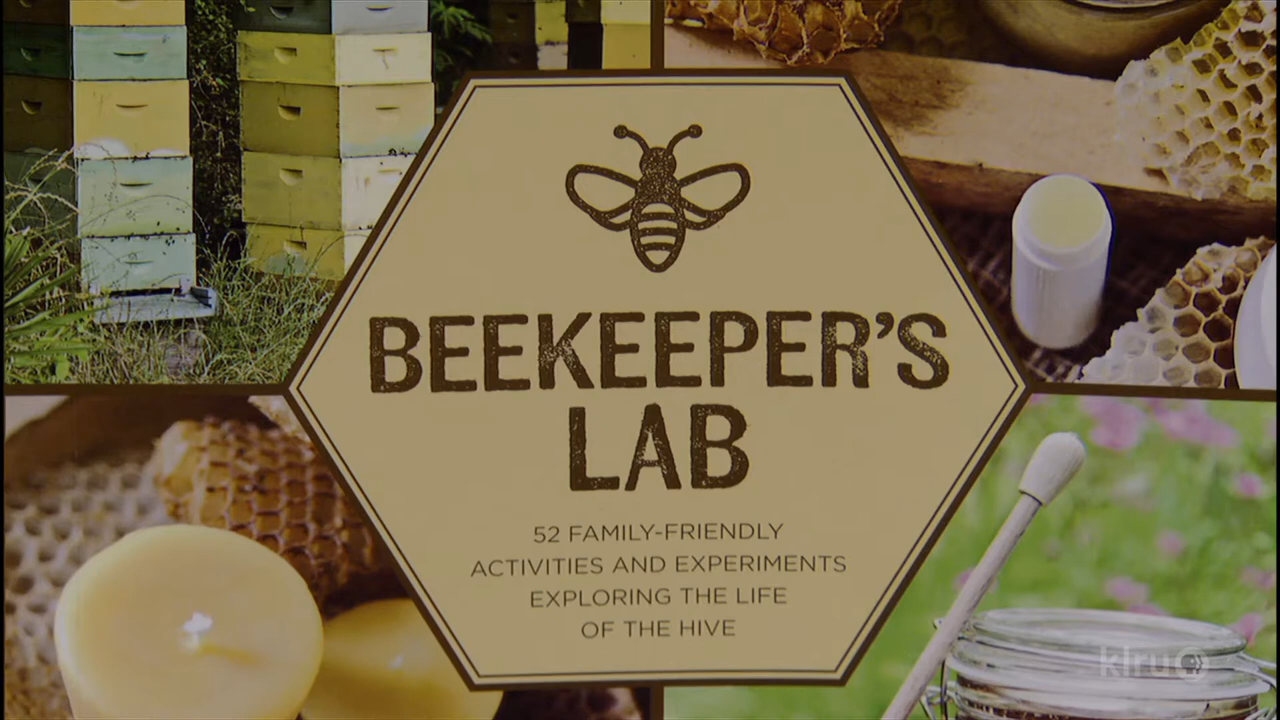 BEEKEEPER'S
LAB
52 FAMILY-FRIENDLY
ACTIVITIES AND EXPERIMENTS
EXPLORING THE LIFE
OF THE HIVE
klru